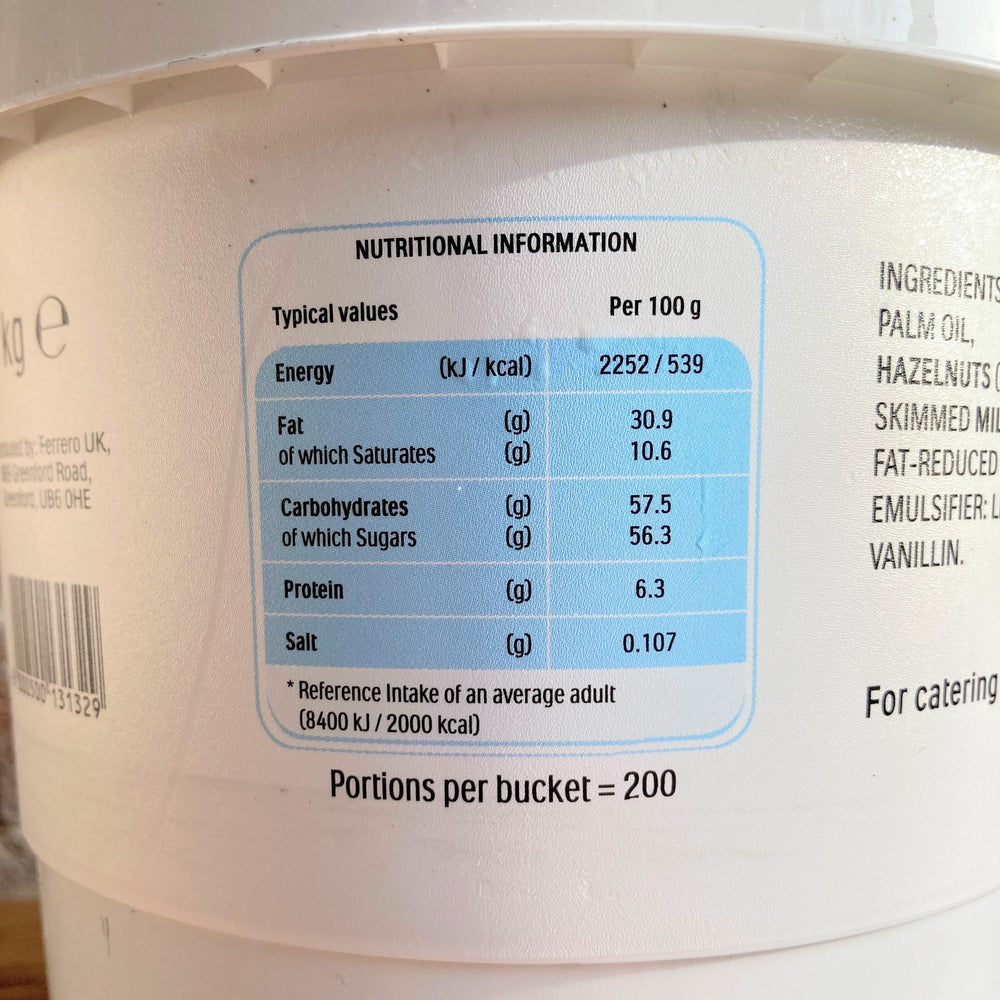 kg e
by: Ferrero UK,
Greenford Road,
Greenford, UB6 0HE
131329
NUTRITIONAL INFORMATION
Typical values Per 100 g
Energy (kJ / kcal) 2252 / 539
Fat (g) 30.9
of which Saturates (g) 10.6
Carbohydrates (g) 57.5
of which Sugars (g) 56.3
Protein (g) 6.3
Salt (g) 0.107
* Reference Intake of an average adult
(8400 kJ / 2000 kcal)
Portions per bucket = 200
INGREDIENTS
PALM OIL,
HAZELNUTS (
SKIMMED MIL
FAT-REDUCED
EMULSIFIER: L
VANILLIN.
For catering